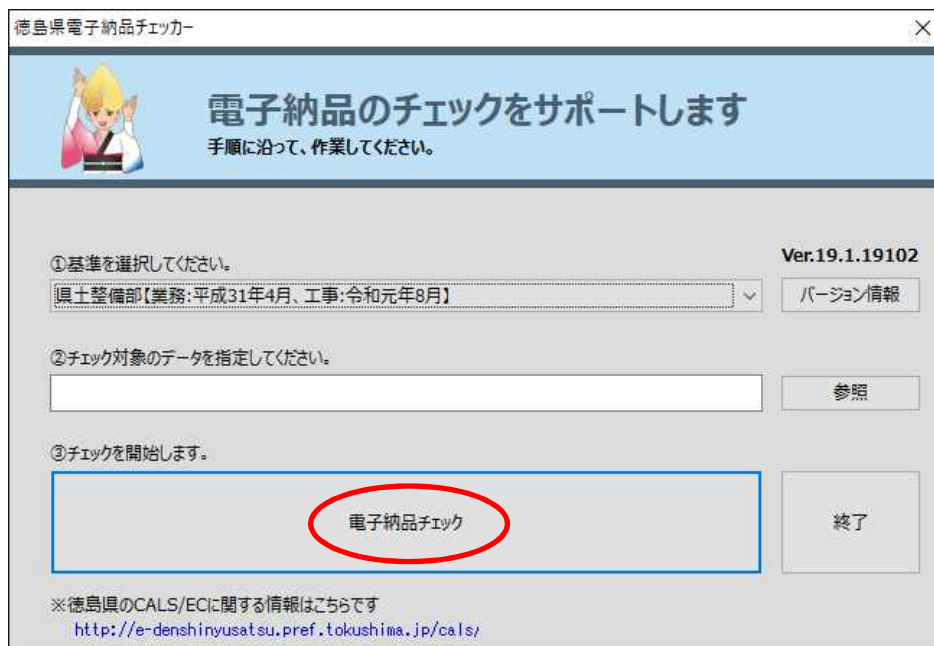 徳島県電子納品チェッカー
電子納品のチェックをサポートします
手順に沿って、作業してください。
①基準を選択してください。
Ver.19.1.19102
県土整備部【業務:平成31年4月、工事:令和元年8月】
バージョン情報
②チェック対象のデータを指定してください。
参照
③チェックを開始します。
電子納品チェック
終了
※徳島県のCALS/ECに関する情報はこちらです
http://e-denshinyusatsu.pref.tokushima.jp/cals/